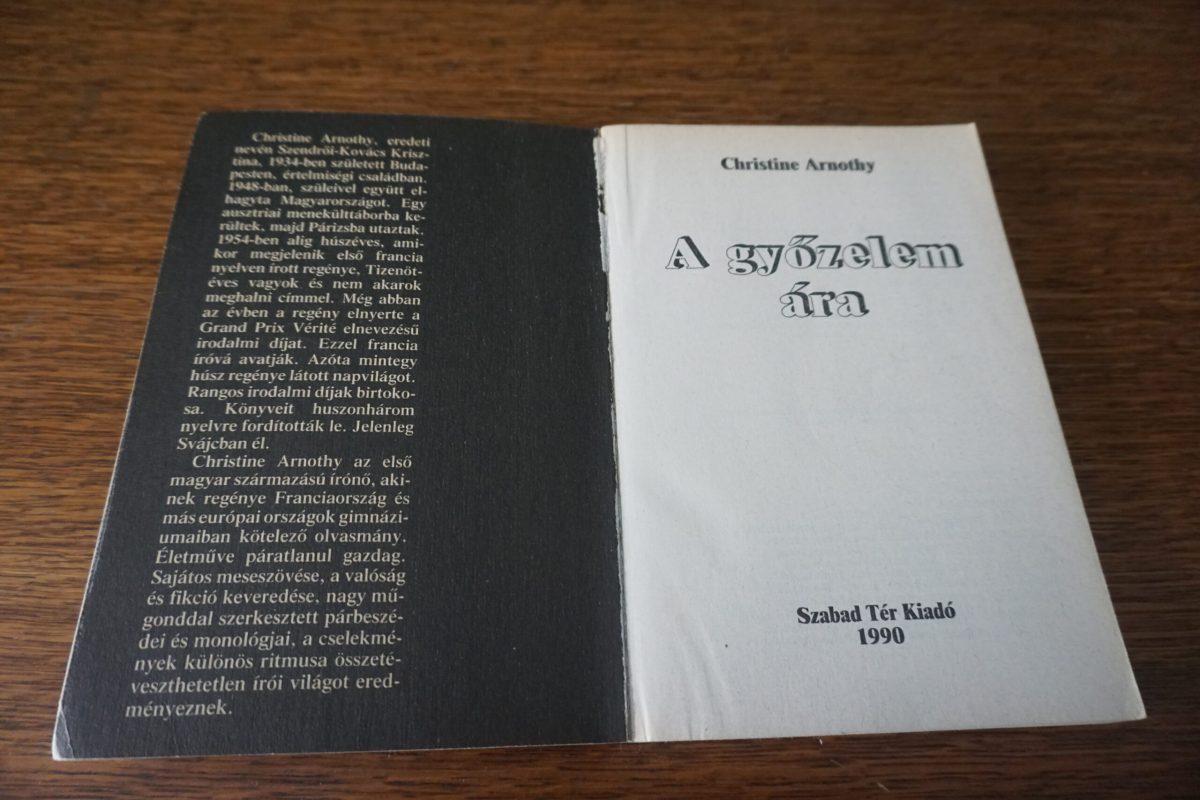 Christine Arnothy, eredeti
nevén Szendrői-Kovács Krisz-
tina, 1934-ben született Buda-
pesten, értelmiségi családban.
1948-ban, szüleivel együtt el-
hagyta Magyarországot. Egy
ausztriai menekülttáborba ke-
rültek, majd Párizsba utaztak.
1954-ben alig húszéves, ami-
kor megjelenik első francia
nyelven írott regénye, Tizenöt-
éves vagyok és nem akarok
meghalni címmel. Még abban
az évben a regény elnyerte a
Grand Prix Vérité elnevezésű
irodalmi díjat. Ezzel francia
íróvá avatják. Azóta mintegy
húsz regénye látott napvilágot.
Rangos irodalmi díjak birtoko-
sa. Könyveit huszonhárom
nyelvre fordították le. Jelenleg
Svájcban él.
Christine Arnothy az első
magyar származású írónő, aki-
nek regénye Franciaország és
más európai országok gimnázi-
umaiban kötelező olvasmány.
Életműve páratlanul gazdag.
Sajátos meseszövése, a valóság
és fikció keveredése, nagy mű-
gonddal szerkesztett párbeszé-
dei és monológjai, a cselekmé-
nyek különös ritmusa összeté-
veszthetetlen írói világot ered-
ményeznek.
Christine Arnothy
A győzelem
ára
Szabad Tér Kiadó
1990